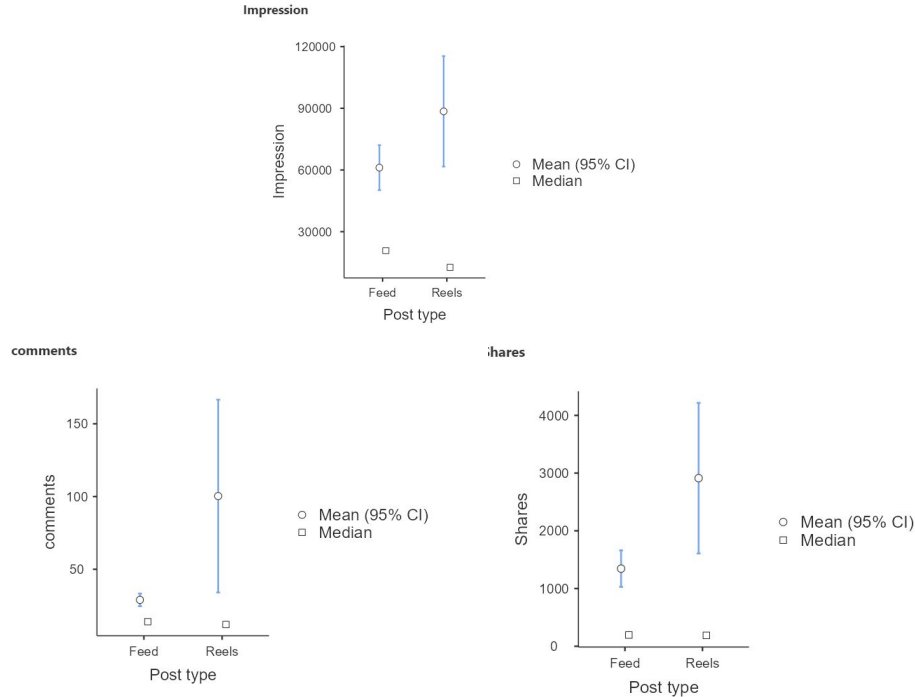 Impression
120000
90000
60000
30000
Impression
Feed
Reels
Post type
Mean (95% CI)
Median
comments
150
100
50
comments
Feed
Reels
Post type
Mean (95% CI)
Median
Shares
4000
3000
2000
1000
0
Shares
Feed
Reels
Post type
Mean (95% CI)
Median